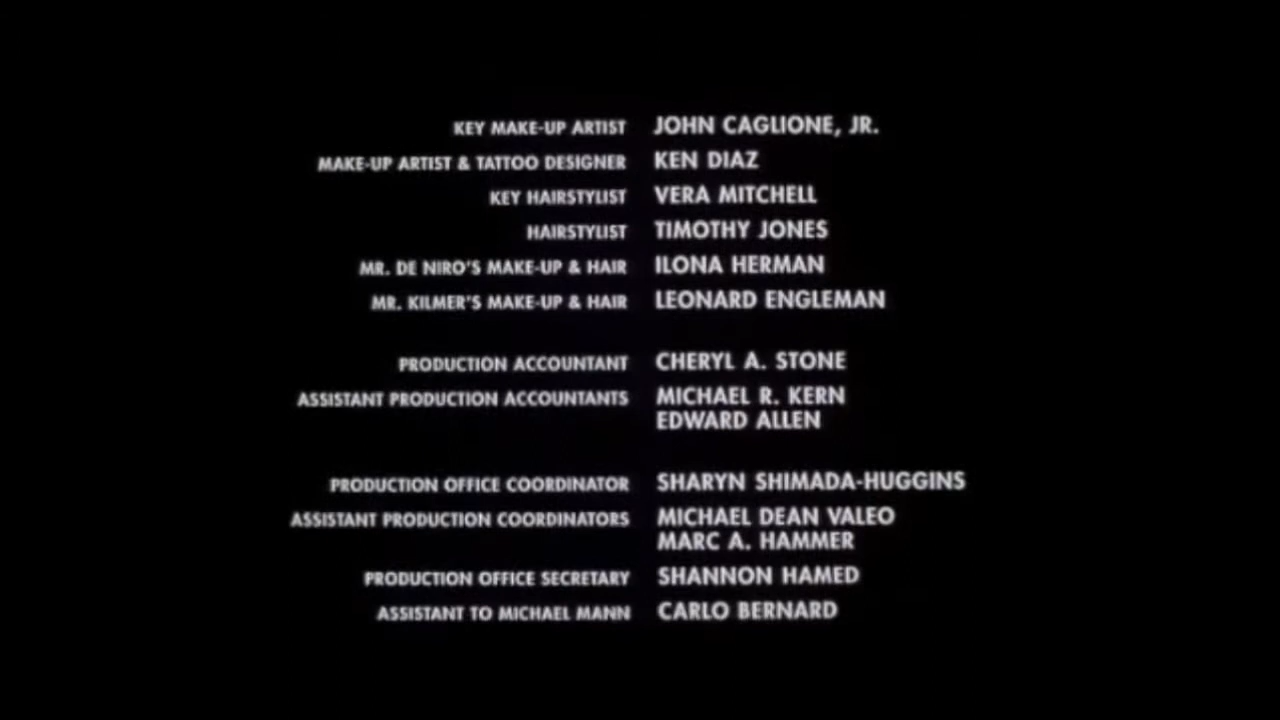 KEY MAKE-UP ARTIST JOHN CAGLIONE, JR.
MAKE-UP ARTIST & TATTOO DESIGNER KEN DIAZ
KEY HAIRSTYLIST VERA MITCHELL
HAIRSTYLIST TIMOTHY JONES
MR. DE NIRO'S MAKE-UP & HAIR ILONA HERMAN
MR. KILMER'S MAKE-UP & HAIR LEONARD ENGLEMAN
PRODUCTION ACCOUNTANT CHERYL A. STONE
ASSISTANT PRODUCTION ACCOUNTANTS MICHAEL R. KERN
EDWARD ALLEN
PRODUCTION OFFICE COORDINATOR SHARYN SHIMADA-HUGGINS
ASSISTANT PRODUCTION COORDINATORS MICHAEL DEAN VALEO
MARC A. HAMMER
PRODUCTION OFFICE SECRETARY SHANNON HAMED
ASSISTANT TO MICHAEL MANN CARLO BERNARD